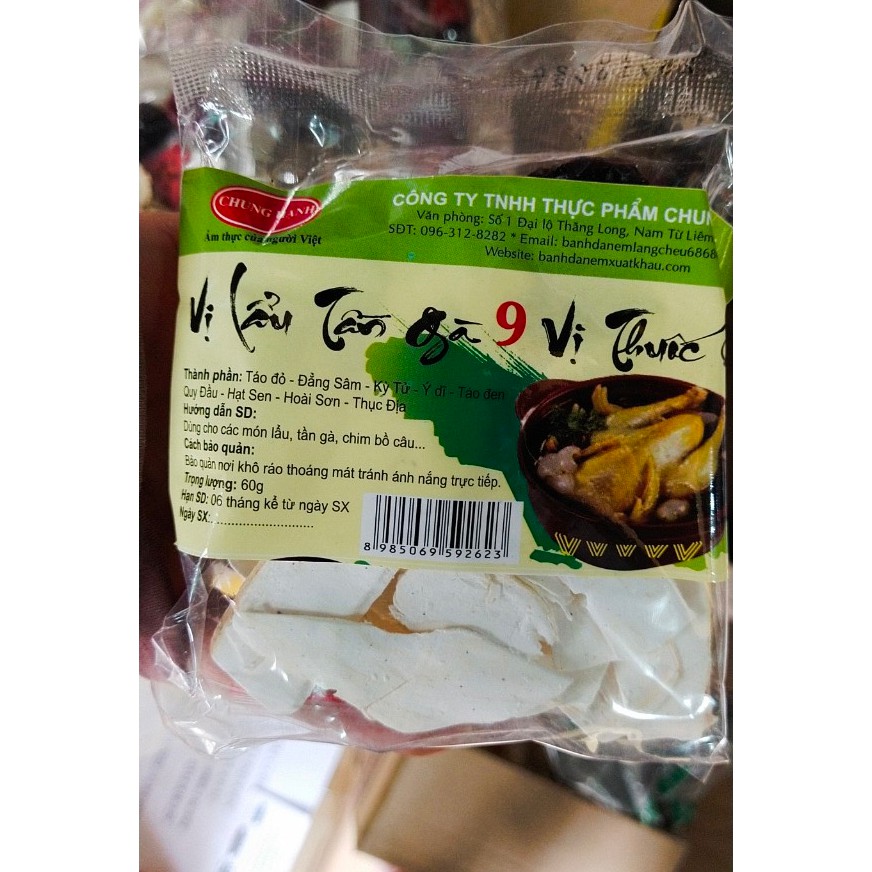 CHUNG HẠNH
Ẩm thực của người Việt
CÔNG TY TNHH THỰC PHẨM CHU
Văn phòng: Số 1 Đại lộ Thăng Long, Nam Từ Liêm
SĐT: 096-312-8282 * Email: banhdanemlangcheu6868
Website: banhdanemxuatkhau.com
Vị Lẩu Tần Gà 9 Vị Thuốc
Thành phần: Táo đỏ - Đẳng Sâm - Kỳ Tử - Ý dĩ - Táo đen
Quy Đầu - Hạt Sen - Hoài Sơn - Thục Địa
Hướng dẫn SD:
Dùng cho các món lẩu, tần gà, chim bồ câu...
Cách bảo quản:
Bảo quản nơi khô ráo thoáng mát tránh ánh nắng trực tiếp.
Trọng lượng: 60g
Hạn SD: 06 tháng kể từ ngày SX
Ngày SX:............................
8 985069 592623